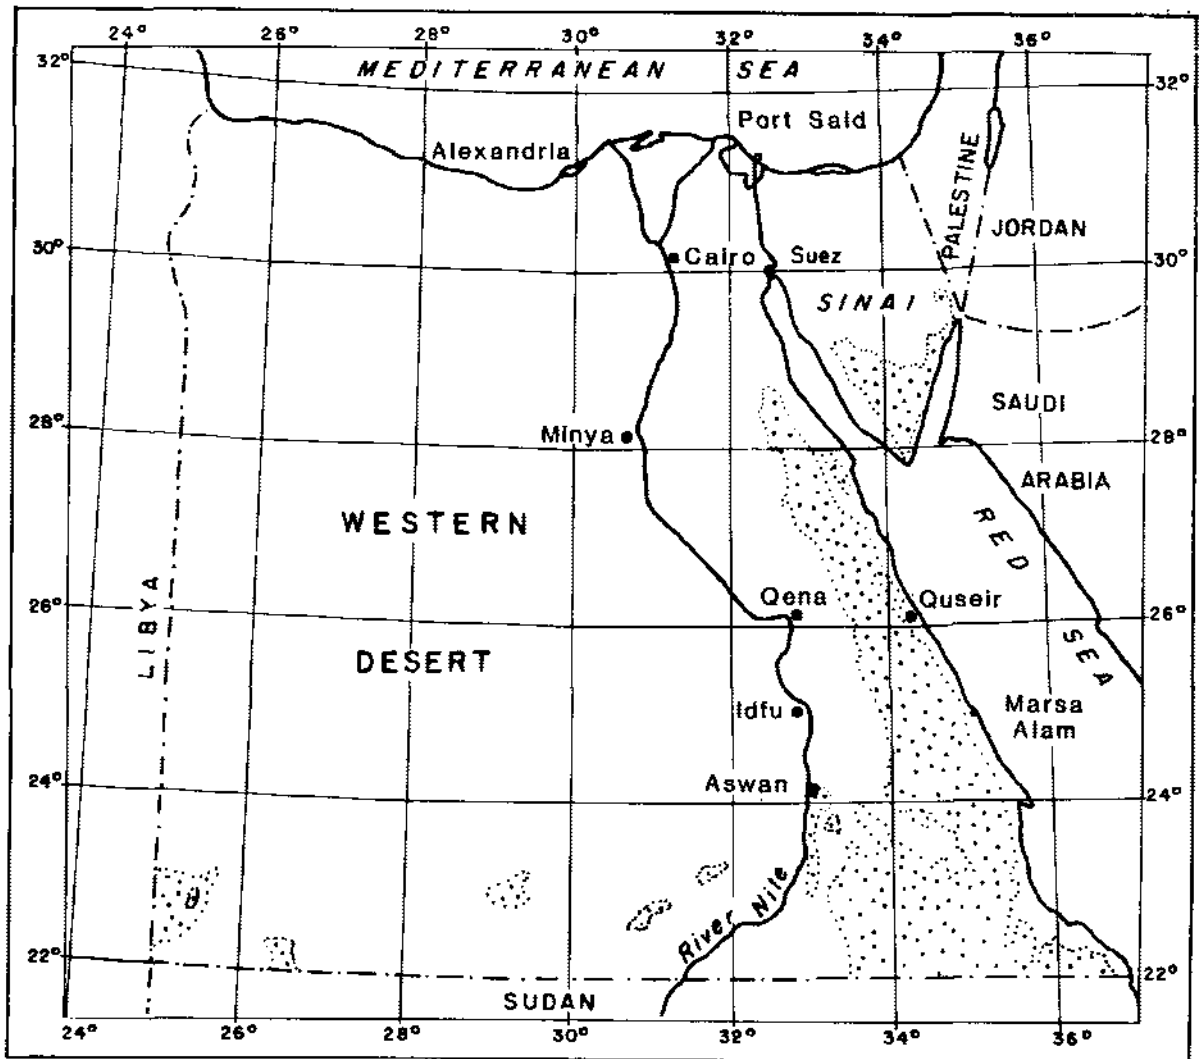 24° 26° 28° 30° 32° 34° 36°
32° MEDITERRANEAN SEA 32°
Port Said
Alexandria
PALESTINE
JORDAN
30° Cairo Suez 30°
SINAI
SAUDI
28° Minya 28°
ARABIA
WESTERN
RED
SEA
Qena Quseir
26° 26°
LIBYA
DESERT
Idfu
Marsa
Alam
Aswan
24° 24°
River Nile
22° 22°
SUDAN
24° 26° 28° 30° 32° 34° 36°